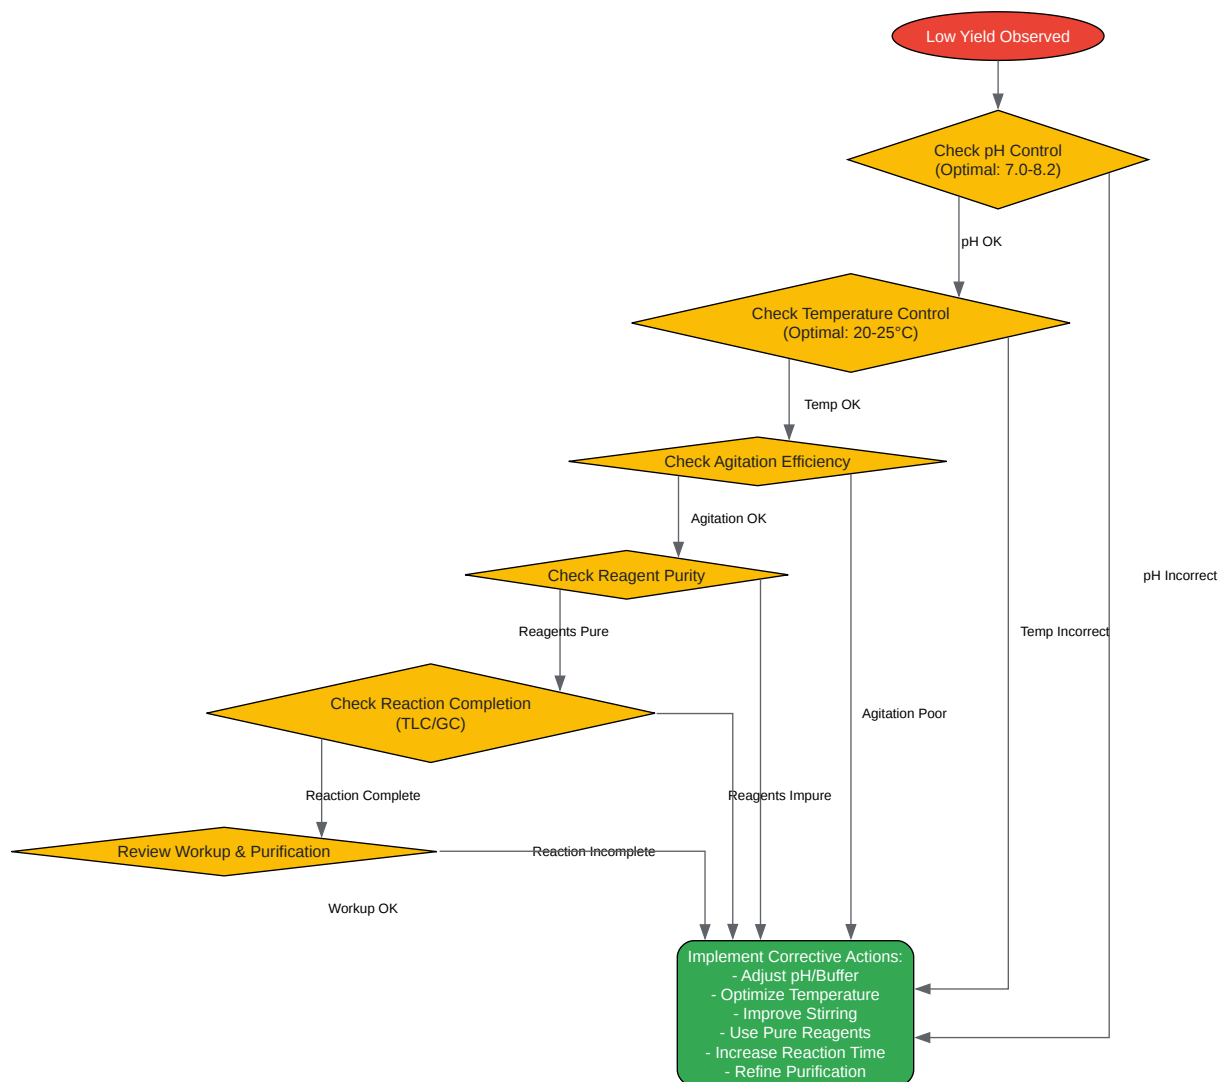 Low Yield Observed
Check pH Control
(Optimal: 7.0-8.2)
pH OK
Check Temperature Control
(Optimal: 20-25°C)
Temp OK
Check Agitation Efficiency
Agitation OK
Check Reagent Purity
pH Incorrect
Reagents Pure
Temp Incorrect
Check Reaction Completion
(TLC/GC)
Agitation Poor
Reaction Complete
Reagents Impure
Review Workup & Purification
Reaction Incomplete
Workup OK
Implement Corrective Actions:
- Adjust pH/Buffer
- Optimize Temperature
- Improve Stirring
- Use Pure Reagents
- Increase Reaction Time
- Refine Purification